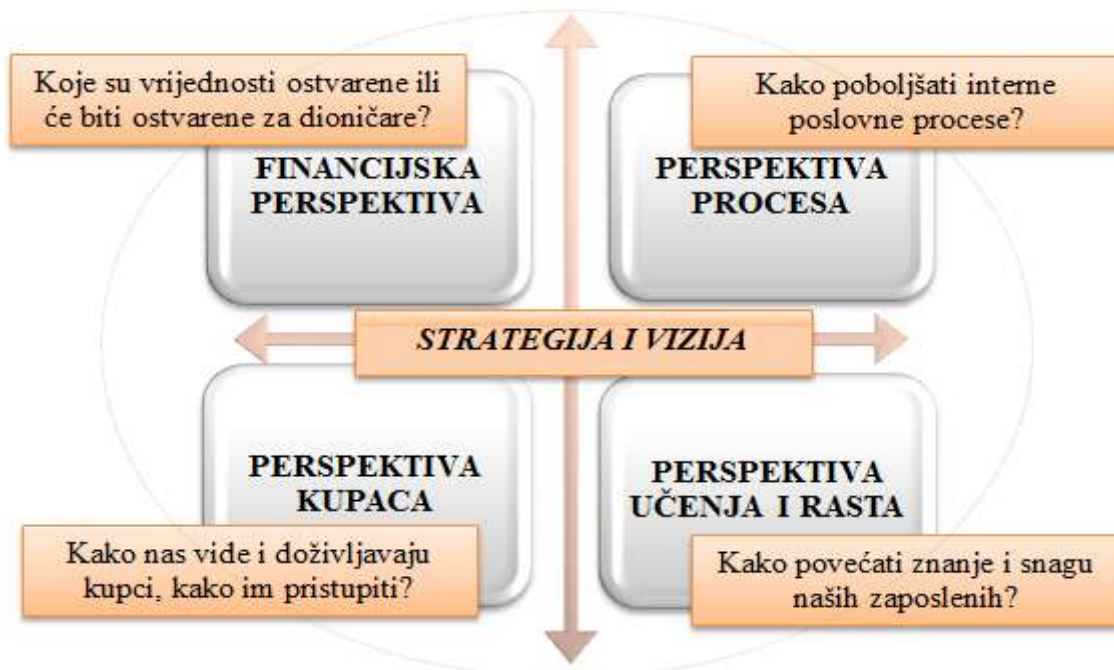 Koje su vrijednosti ostvarene ili
će biti ostvarene za dioničare?
FINANCIJSKA
PERSPEKTIVA
Kako poboljšati interne
poslovne procese?
PERSPEKTIVA
PROCESA
STRATEGIJA I VIZIJA
PERSPEKTIVA
KUPACA
Kako nas vide i doživljavaju
kupci, kako im pristupiti?
PERSPEKTIVA
UČENJA I RASTA
Kako povećati znanje i snagu
naših zaposlenih?